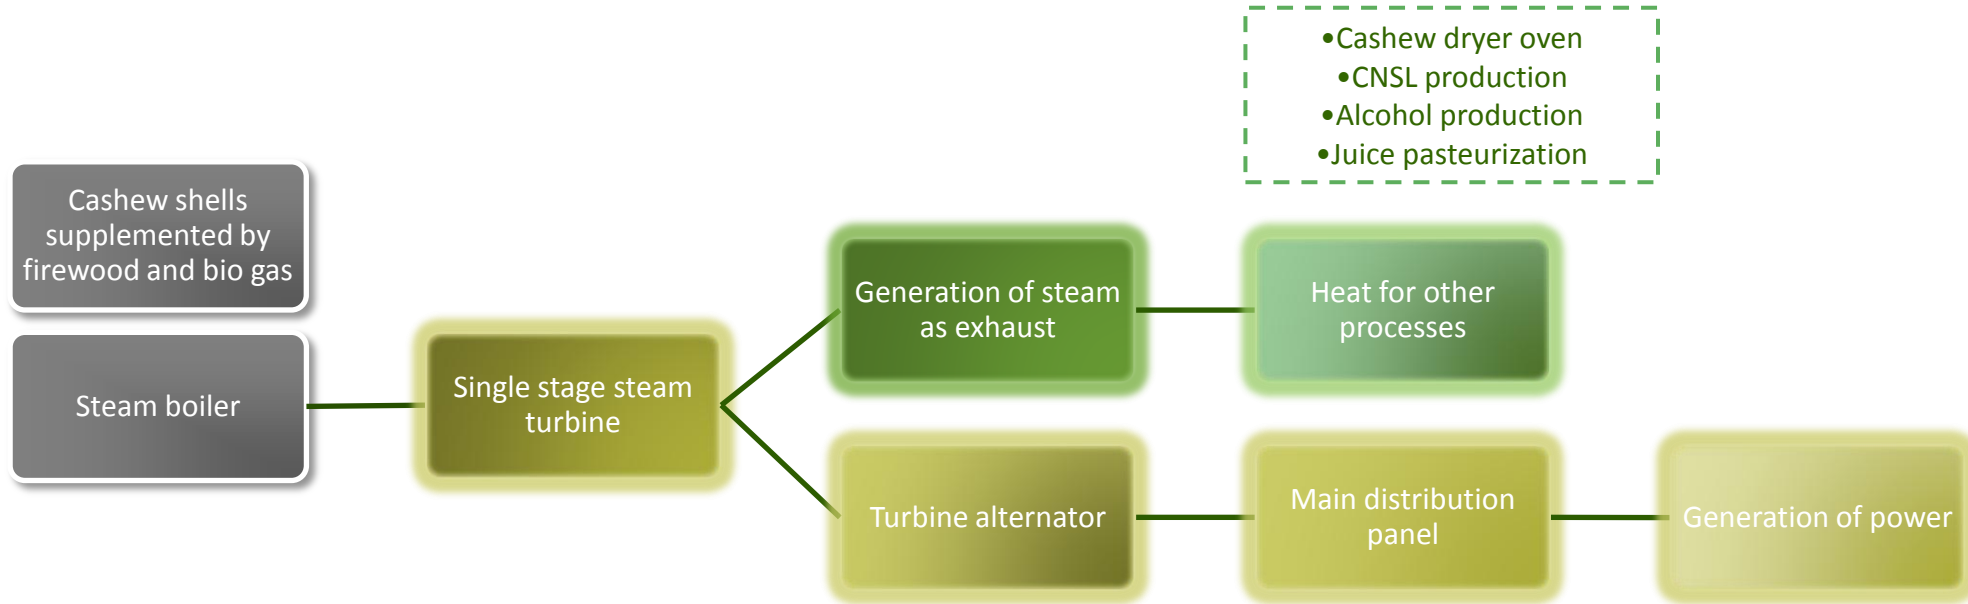 •Cashew dryer oven
•CNSL production
•Alcohol production
•Juice pasteurization
Cashew shells
supplemented by
firewood and bio gas
Steam boiler
Single stage steam
turbine
Generation of steam
as exhaust
Heat for other
processes
Turbine alternator
Main distribution
panel
Generation of power